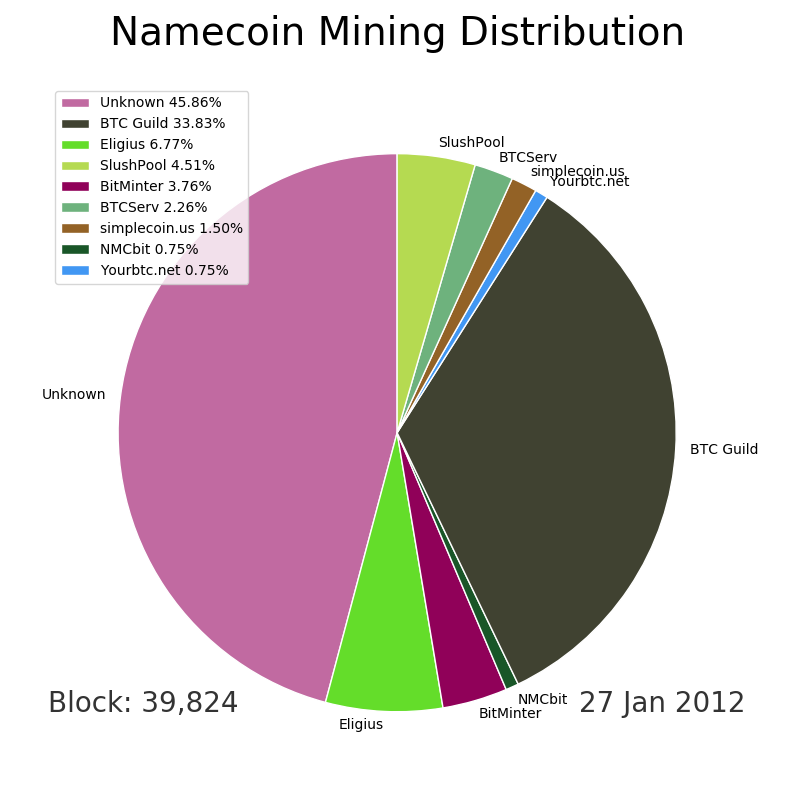 Namecoin Mining Distribution
Unknown 45.86%
BTC Guild 33.83%
Eligius 6.77%
SlushPool 4.51%
BitMinter 3.76%
BTCServ 2.26%
simplecoin.us 1.50%
NMCbit 0.75%
Yourbtc.net 0.75%
SlushPool
BTCServ
simplecoin.us
Yourbtc.net
Unknown
BTC Guild
NMCbit
BitMinter
Eligius
Block: 39,824
27 Jan 2012